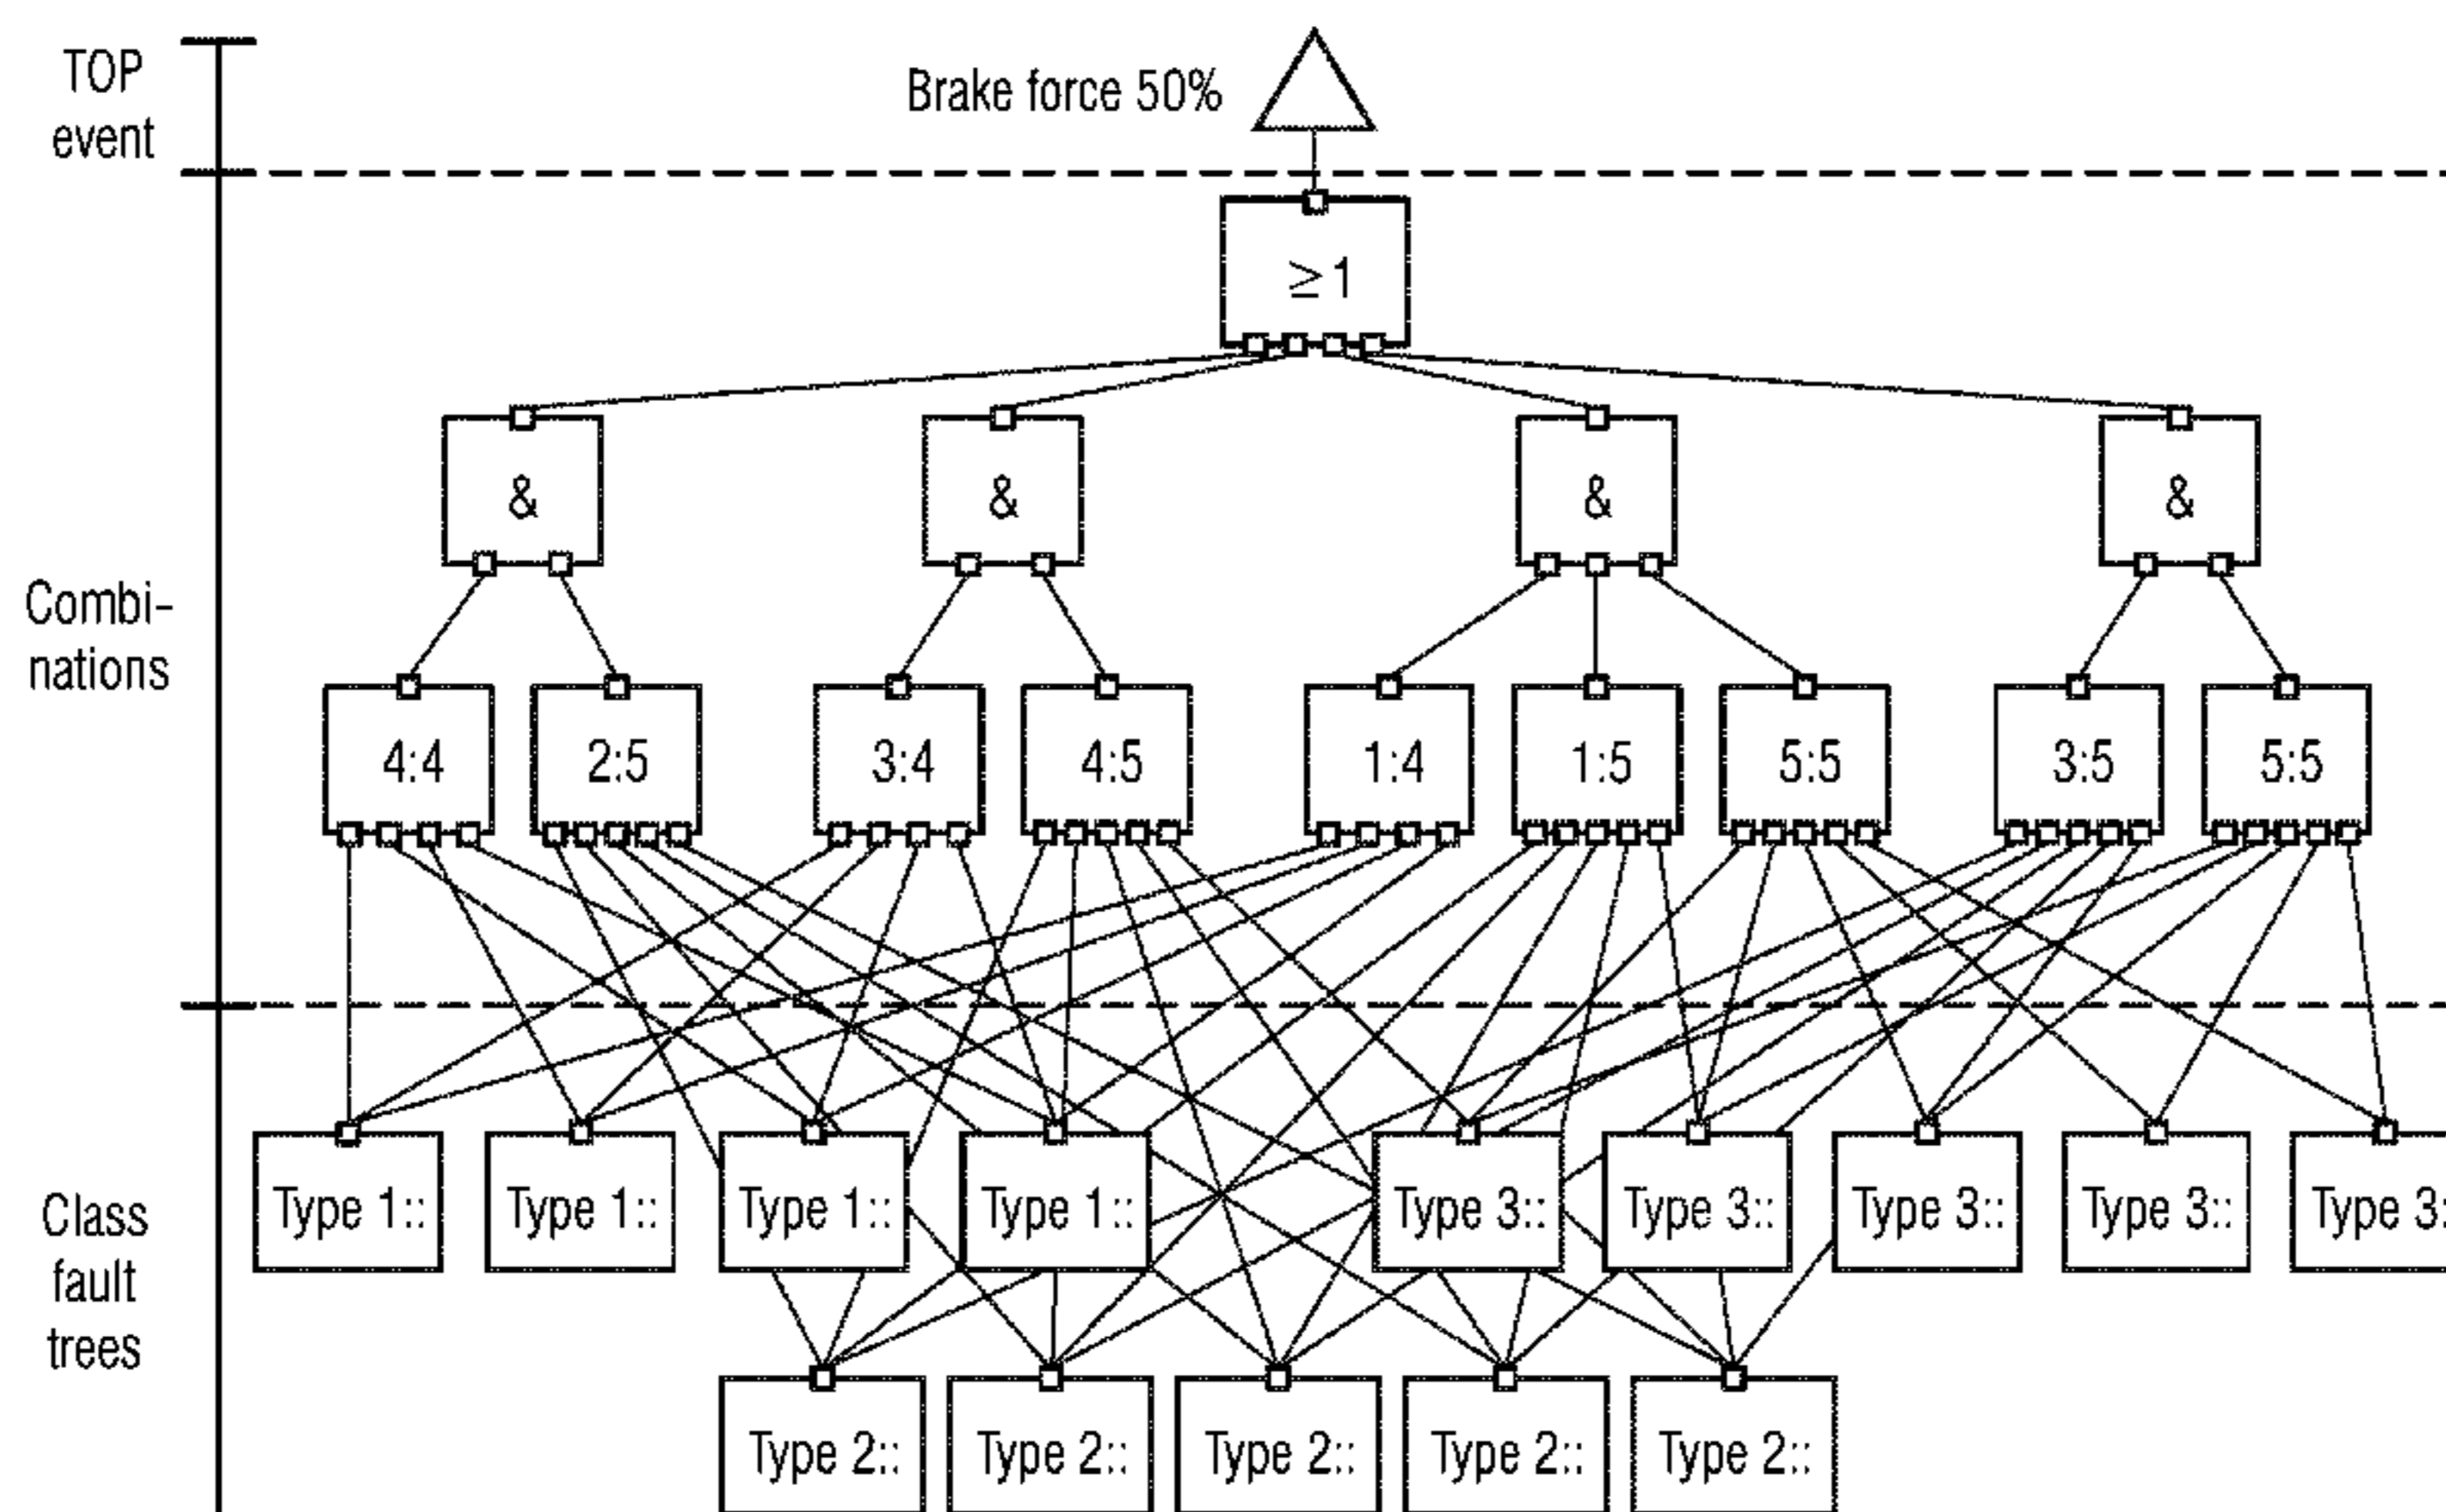 TOP
event
Brake force 50%
≥ 1
& & & &
Combi-
nations
4:4 2:5 3:4 4:5 1:4 1:5 5:5 3:5 5:5
Class
fault
trees
Type 1:: Type 1:: Type 1:: Type 1:: Type 3:: Type 3:: Type 3:: Type 3:: Type 3:
Type 2:: Type 2:: Type 2:: Type 2:: Type 2::